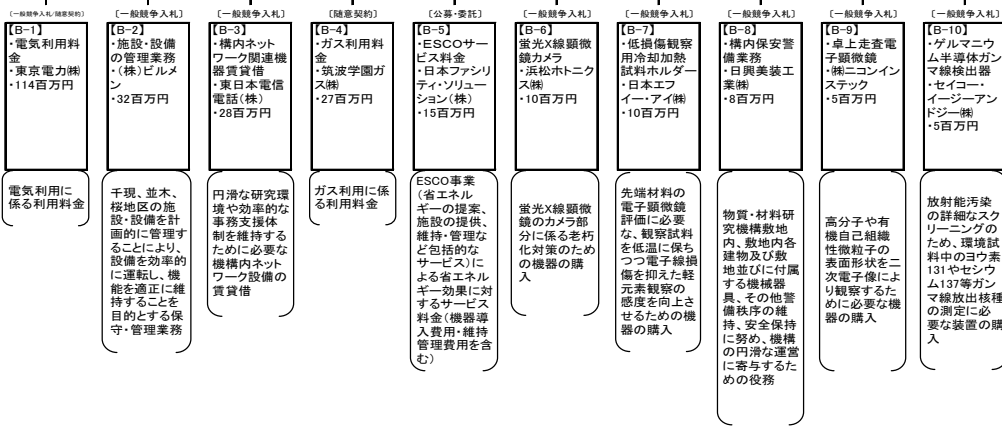 〔一般競争入札/随意契約〕
【B-1】
・電気利用料
金
・東京電力㈱
・114百万円
電気利用に
係る利用料金
〔一般競争入札〕
【B-2】
・施設・設備
の管理業務
・(株)ビルメ
ン
・32百万円
千現、並木、
桜地区の施
設・設備を計
画的に管理す
ることにより、
設備を効率的
に運転し、機
能を適正に維
持することを
目的とする保
守・管理業務
〔一般競争入札〕
【B-3】
・構内ネット
ワーク関連機
器賃貸借
・東日本電信
電話(株)
・28百万円
円滑な研究環
境や効率的な
事務支援体
制を維持する
ために必要な
機構内ネット
ワーク設備の
賃貸借
〔随意契約〕
【B-4】
・ガス利用料
金
・筑波学園ガ
ス㈱
・27百万円
ガス利用に係
る利用料金
〔公募・委託〕
【B-5】
・ESCOサー
ビス料金
・日本ファシリ
ティ・ソリュー
ション(株)
・15百万円
ESCO事業
(省エネル
ギーの提案、
施設の提供、
維持・管理な
ど包括的な
サービス)に
よる省エネル
ギー効果に対
するサービス
料金(機器導
入費用・維持
管理費用を含
む)
〔一般競争入札〕
【B-6】
蛍光X線顕微
鏡カメラ
・浜松ホトニク
ス㈱
・10百万円
蛍光X線顕微
鏡のカメラ部
分に係る老朽
化対策のため
の機器の購
入
〔一般競争入札〕
【B-7】
・低損傷観察
用冷却加熱
試料ホルダー
・日本エフ
イー・アイ㈱
・10百万円
先端材料の
電子顕微鏡
評価に必要
な、観察試料
を低温に保ち
つつ電子線損
傷を抑えた軽
元素観察の
感度を向上さ
せるための機
器の購入
〔一般競争入札〕
【B-8】
・構内保安警
備業務
・日興美装工
業㈱
・8百万円
物質・材料研
究機構敷地
内、敷地内各
建物及び敷
地並びに付属
する機械器
具、その他警
備秩序の維
持、安全保持
に努め、機構
の円滑な運営
に寄与するた
めの役務
〔一般競争入札〕
【B-9】
・卓上走査電
子顕微鏡
・㈱ニコンイン
ステック
・5百万円
高分子や有
機自己組織
性微粒子の
表面形状を二
次電子像によ
り観察するた
めに必要な機
器の購入
〔一般競争入札〕
【B-10】
・ゲルマニウ
ム半導体ガン
マ線検出器
・セイコー・
イージーアン
ドジー㈱
・5百万円
放射能汚染
の詳細なスク
リーニングの
ため、環境試
料中のヨウ素
131やセシウ
ム137等ガン
マ線放出核種
の測定に必
要な装置の購
入